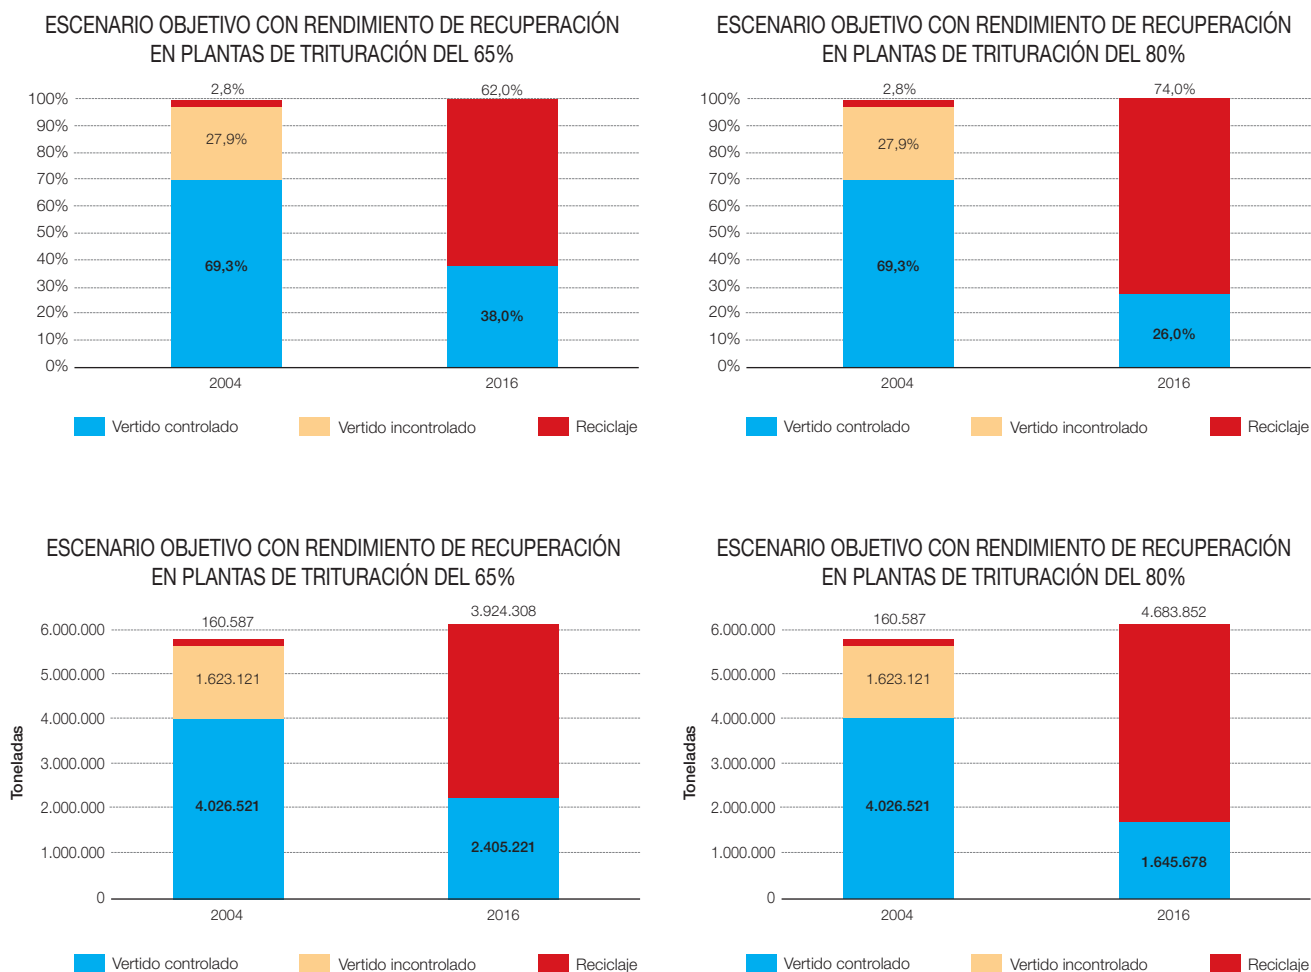 ESCENARIO OBJETIVO CON RENDIMIENTO DE RECUPERACIÓN
EN PLANTAS DE TRITURACIÓN DEL 65%
2,8%
62,0%
100%
90%
80%
70%
60%
50%
40%
30%
20%
10%
0%
27,9%
69,3%
38,0%
2004
2016
Vertido controlado
Vertido incontrolado
Reciclaje
ESCENARIO OBJETIVO CON RENDIMIENTO DE RECUPERACIÓN
EN PLANTAS DE TRITURACIÓN DEL 80%
2,8%
74,0%
100%
90%
80%
70%
60%
50%
40%
30%
20%
10%
0%
27,9%
69,3%
26,0%
2004
2016
Vertido controlado
Vertido incontrolado
Reciclaje
ESCENARIO OBJETIVO CON RENDIMIENTO DE RECUPERACIÓN
EN PLANTAS DE TRITURACIÓN DEL 65%
160.587
3.924.308
Toneladas
6.000.000
5.000.000
4.000.000
3.000.000
2.000.000
1.000.000
0
1.623.121
4.026.521
2.405.221
2004
2016
Vertido controlado
Vertido incontrolado
Reciclaje
ESCENARIO OBJETIVO CON RENDIMIENTO DE RECUPERACIÓN
EN PLANTAS DE TRITURACIÓN DEL 80%
160.587
4.683.852
Toneladas
6.000.000
5.000.000
4.000.000
3.000.000
2.000.000
1.000.000
0
1.623.121
4.026.521
1.645.678
2004
2016
Vertido controlado
Vertido incontrolado
Reciclaje